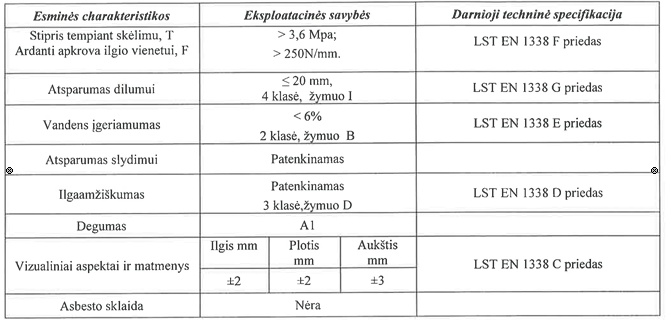 Esminės charakteristikos Eksploatacinės savybės Darnioji techninė specifikacija
Stipris tempiant skėlimu, T > 3,6 Mpa; LST EN 1338 F priedas
Ardanti apkrova ilgio vienetui, F > 250N/mm.
Atsparumas dilumui ≤ 20 mm, LST EN 1338 G priedas
4 klasė, žymuo I
Vandens įgeriamumas < 6% LST EN 1338 E priedas
2 klasė, žymuo B
Atsparumas slydimui Patenkinamas
Ilgaamžiškumas Patenkinamas LST EN 1338 D priedas
3 klasė,žymuo D
Degumas A1
Vizualiniai aspektai ir matmenys Ilgis mm Plotis mm Aukštis mm LST EN 1338 C priedas
±2 ±2 ±3
Asbesto sklaida Nėra